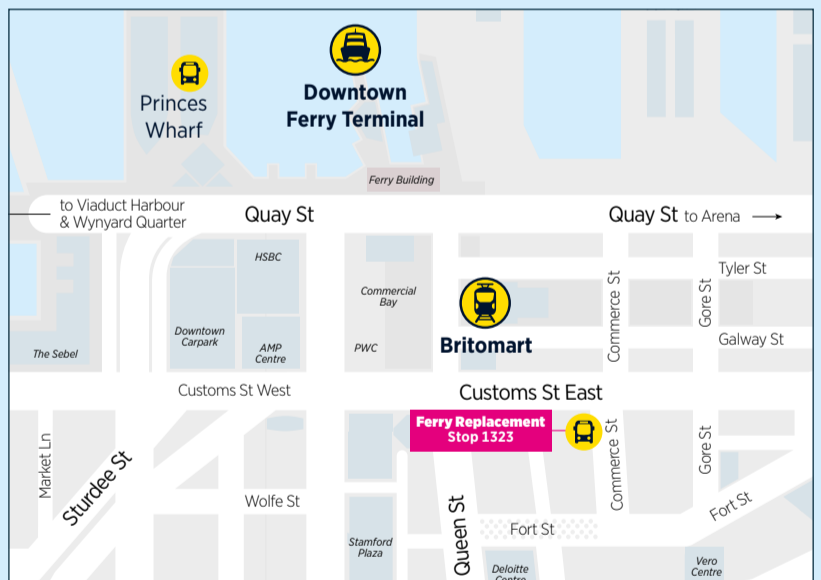 Princes
Wharf
Downtown
Ferry Terminal
Ferry Building
to Viaduct Harbour
& Wynyard Quarter
Quay St
Quay St to Arena
HSBC
Commercial
Bay
Tyler St
Commerce St
Gore St
Downtown
Carpark
AMP
Centre
PWC
Britomart
Galway St
The Sebel
Customs St West
Customs St East
Ferry Replacement
Stop 1323
Market Ln
Sturdee St
Commerce St
Gore St
Wolfe St
Queen St
Fort St
Fort St
Stamford
Plaza
Deloitte
Centre
Vero
Centre